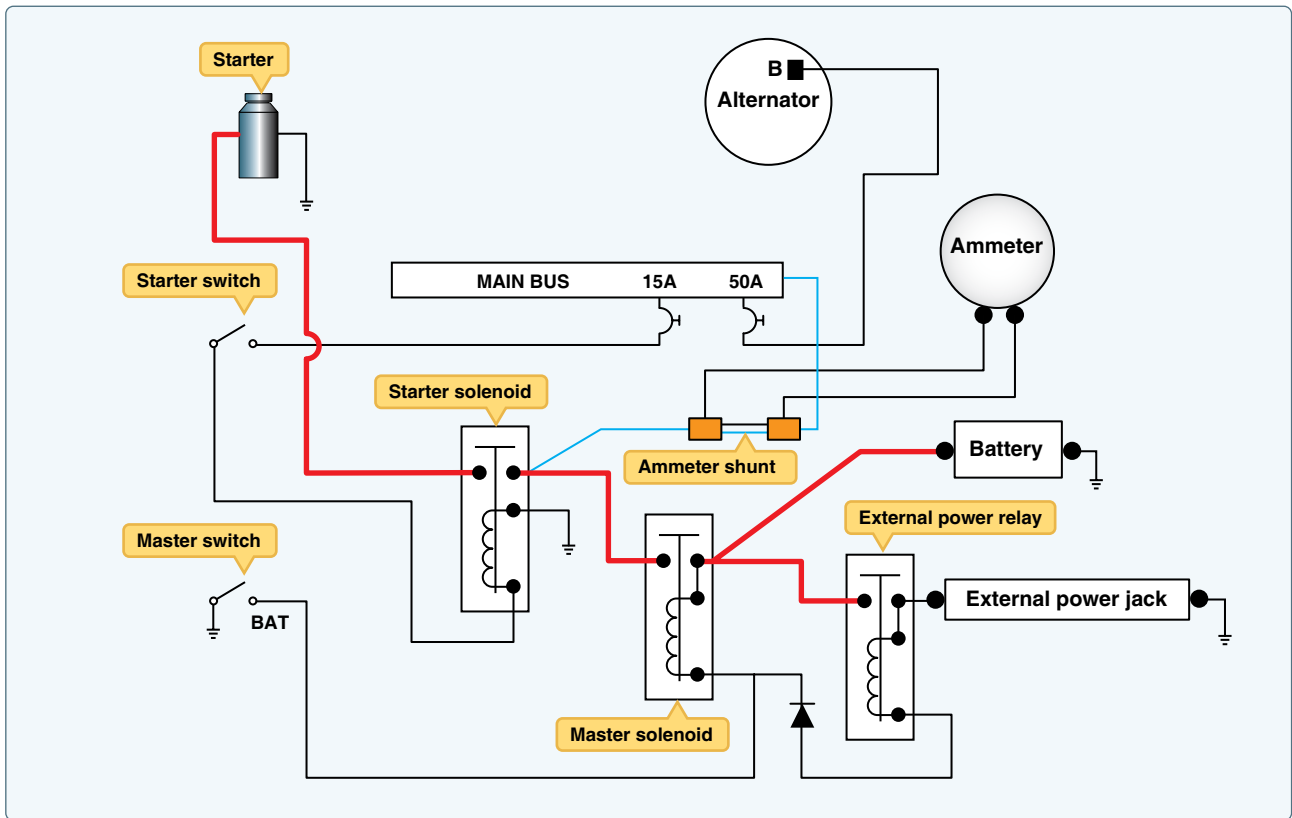 Starter
B
Alternator
Ammeter
Starter switch
MAIN BUS 15A 50A
Starter solenoid
Ammeter shunt
Battery
External power relay
Master switch
BAT
External power jack
Master solenoid